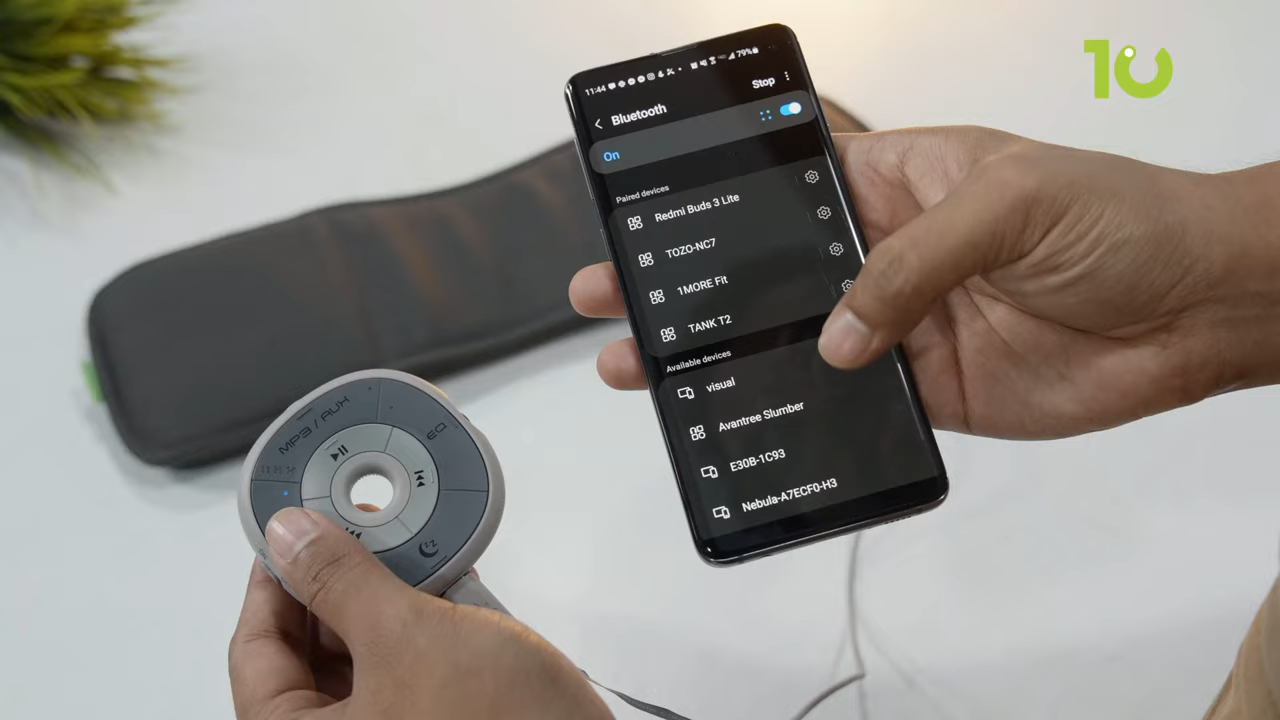 10
11:44
79%
Stop
Bluetooth
On
Paired devices
Redmi Buds 3 Lite
TOZO-NC7
1MORE Fit
TANK T2
Available devices
visual
Avantree Slumber
E30B-1C93
Nebula-A7ECF0-H3
MP3 / AUX
EQ